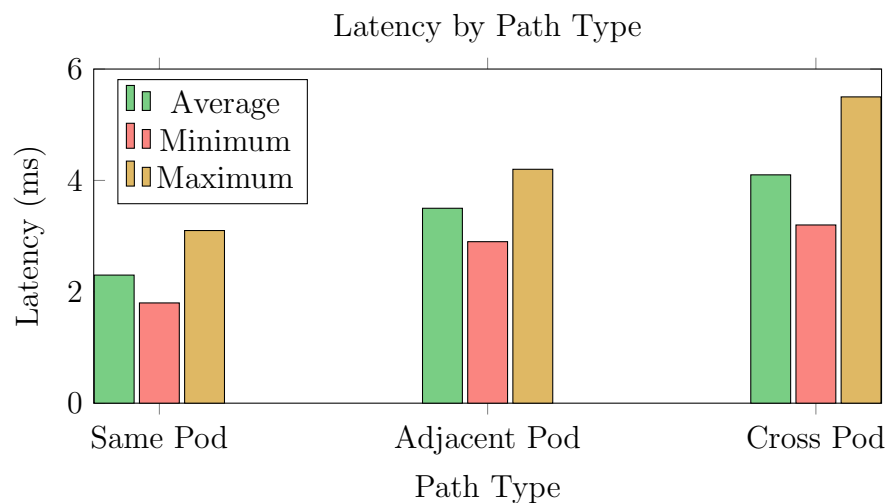 Latency by Path Type
Latency (ms)
6
4
2
0
Average
Minimum
Maximum
Same Pod
Adjacent Pod
Cross Pod
Path Type